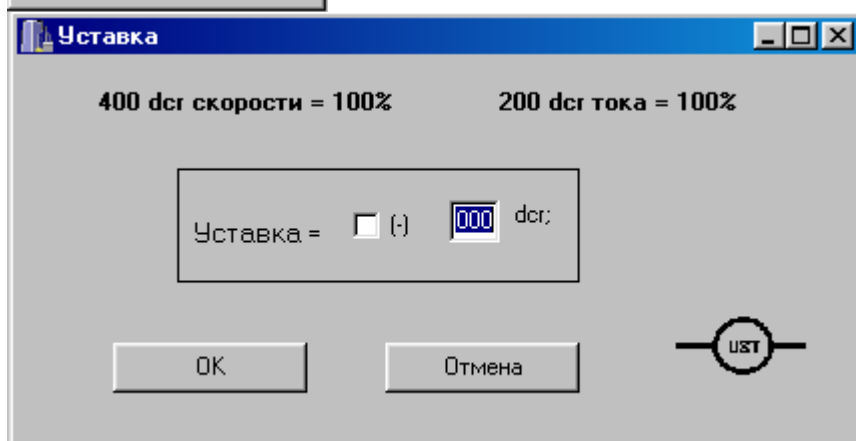 Уставка
400 dcr скорости = 100% 200 dcr тока = 100%
Уставка = (-) 000 dcr;
OK Отмена
UST